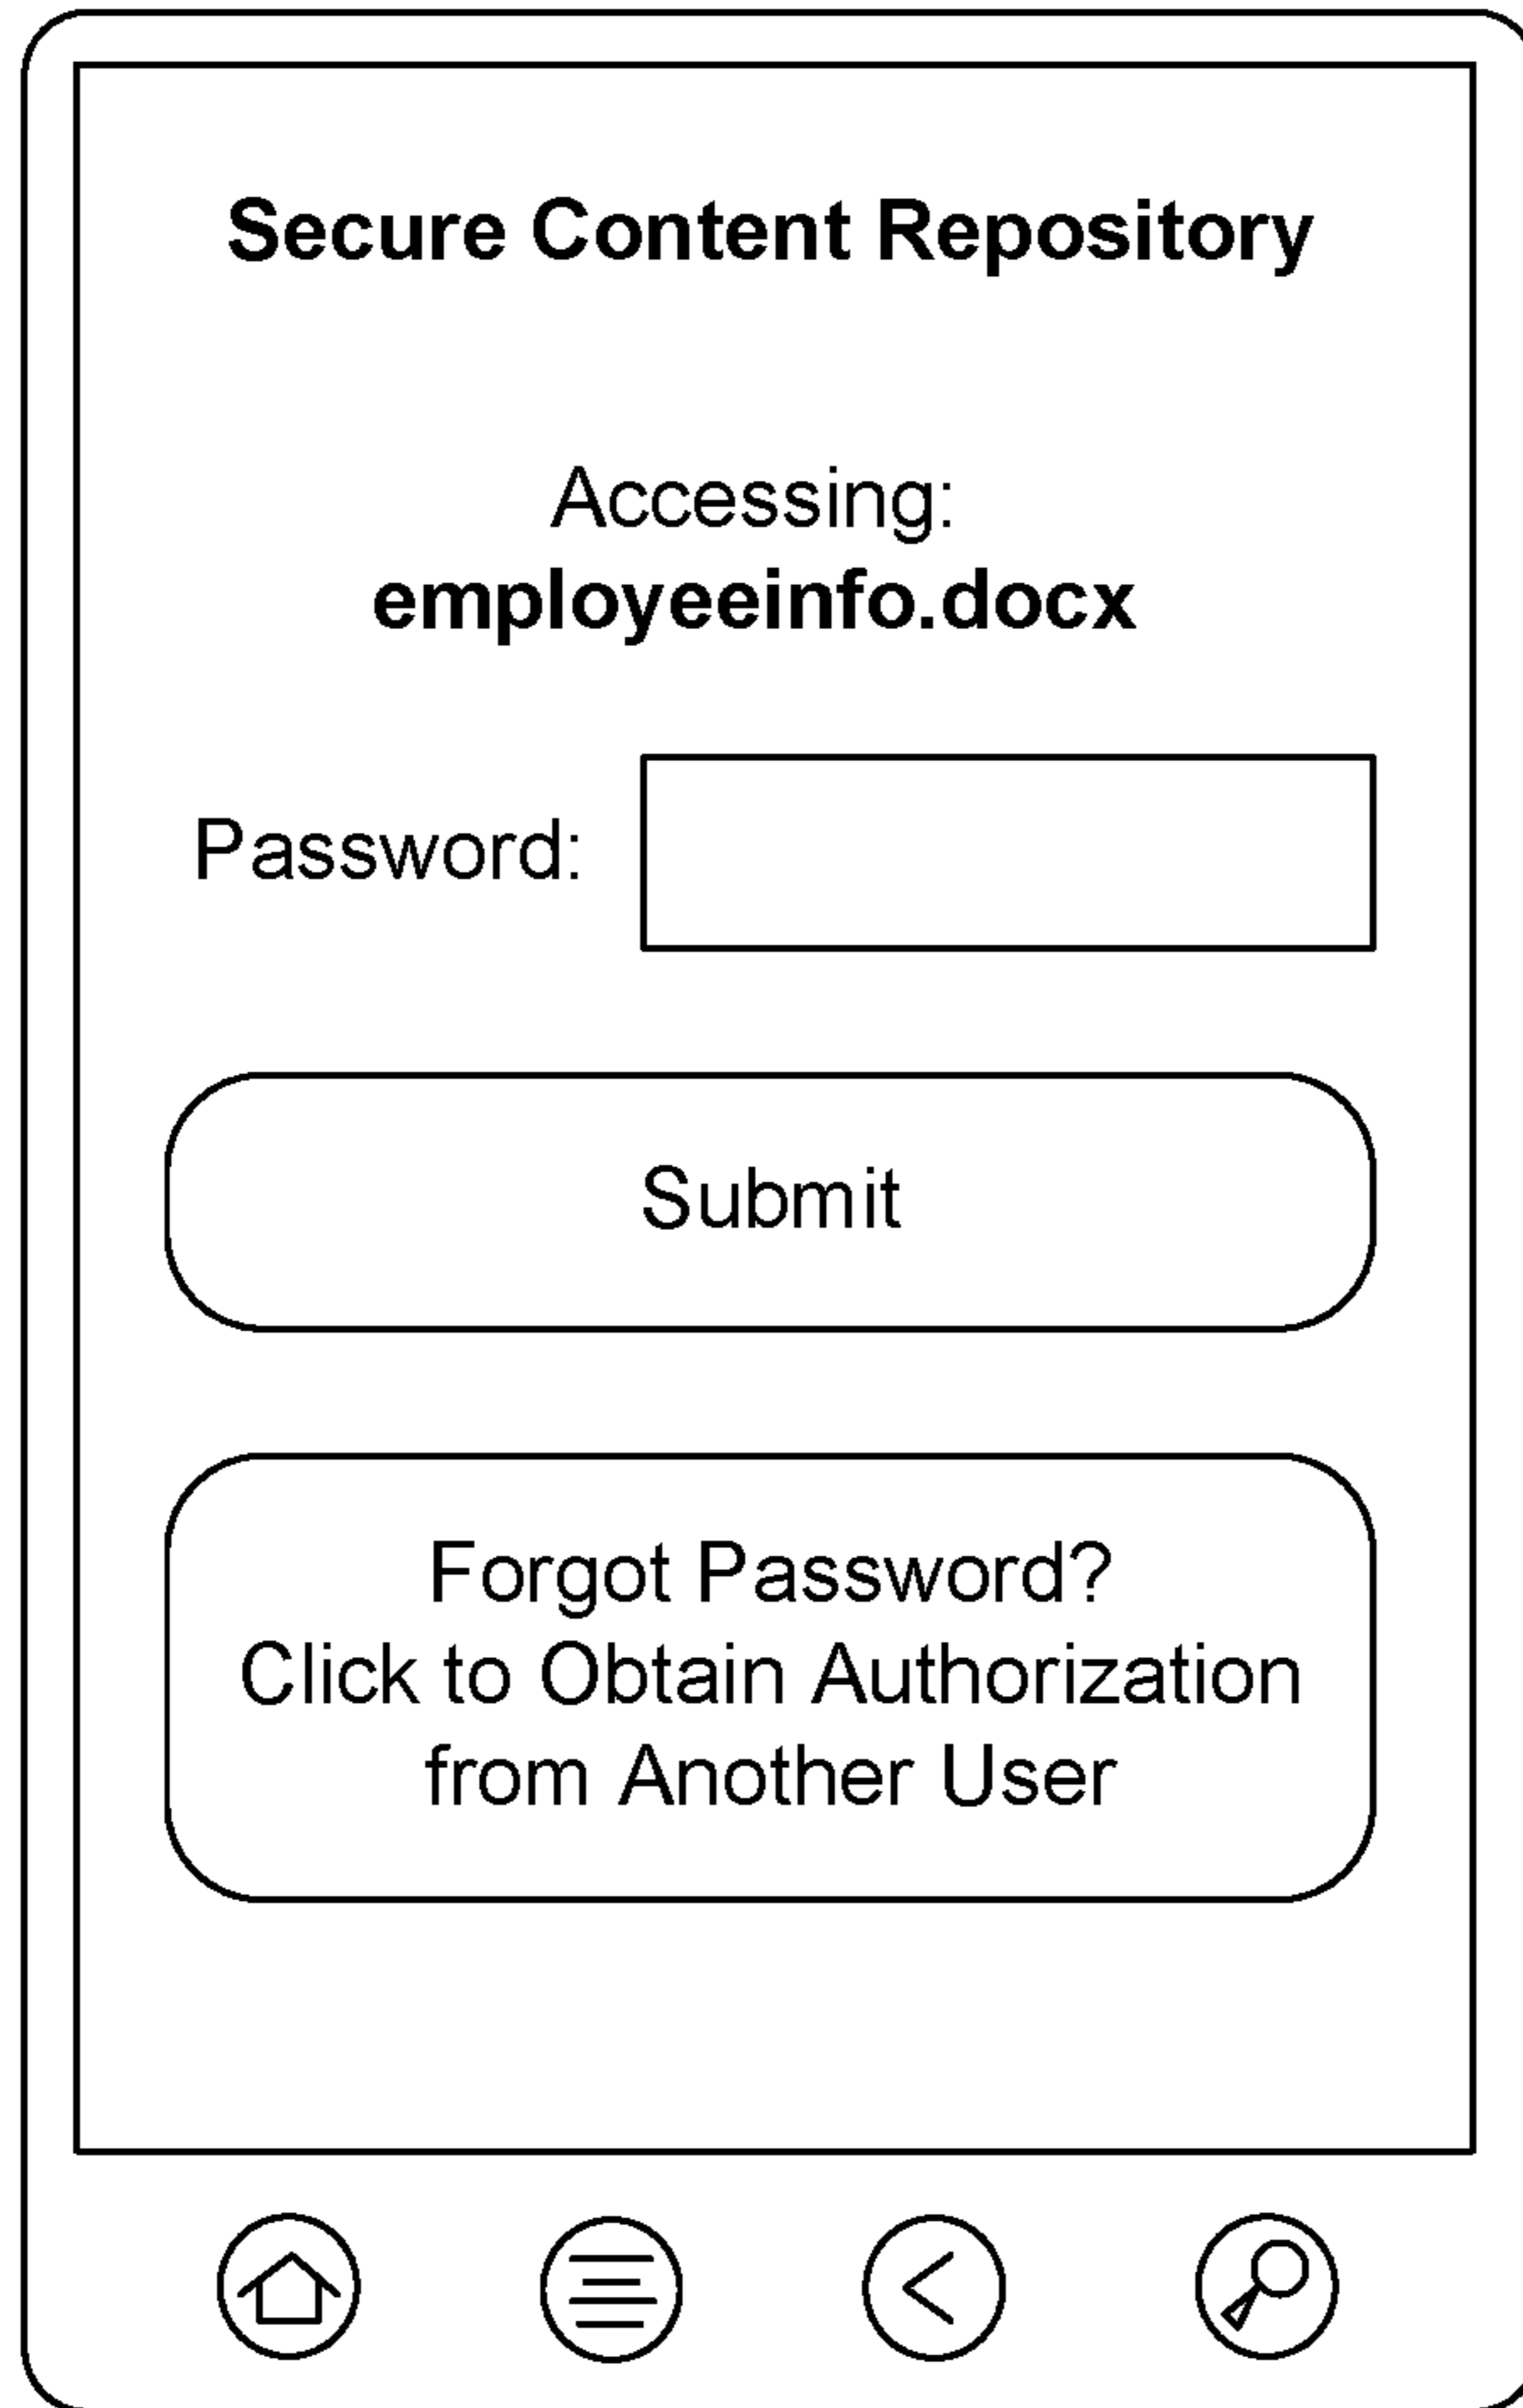 Secure Content Repository
Accessing:
employeeinfo.docx
Password:
Submit
Forgot Password?
Click to Obtain Authorization
from Another User